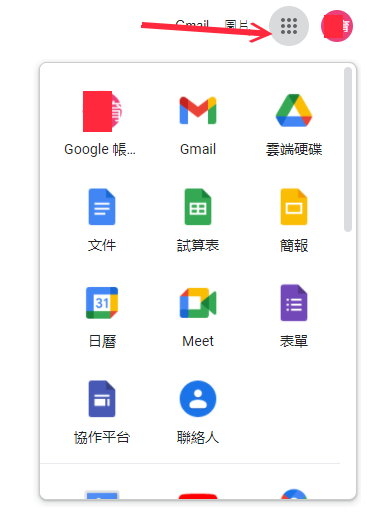 Gmail 圖片
Google 帳...
Gmail
雲端硬碟
文件
試算表
簡報
31
日曆
Meet
表單
協作平台
聯絡人